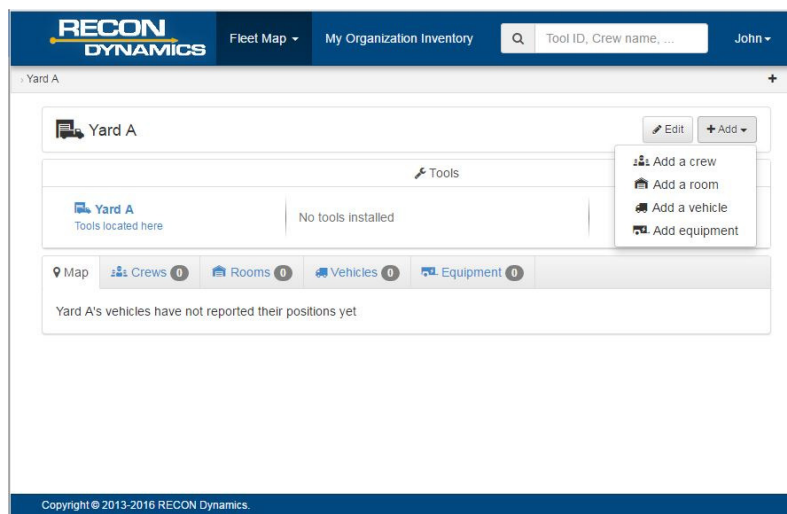 RECON
DYNAMICS
Fleet Map
My Organization Inventory
Tool ID, Crew name, ...
John
› Yard A
+
Yard A
Edit
+ Add
Add a crew
Add a room
Add a vehicle
Add equipment
Tools
Yard A
Tools located here
No tools installed
Map
Crews 0
Rooms 0
Vehicles 0
Equipment 0
Yard A's vehicles have not reported their positions yet
Copyright © 2013-2016 RECON Dynamics.